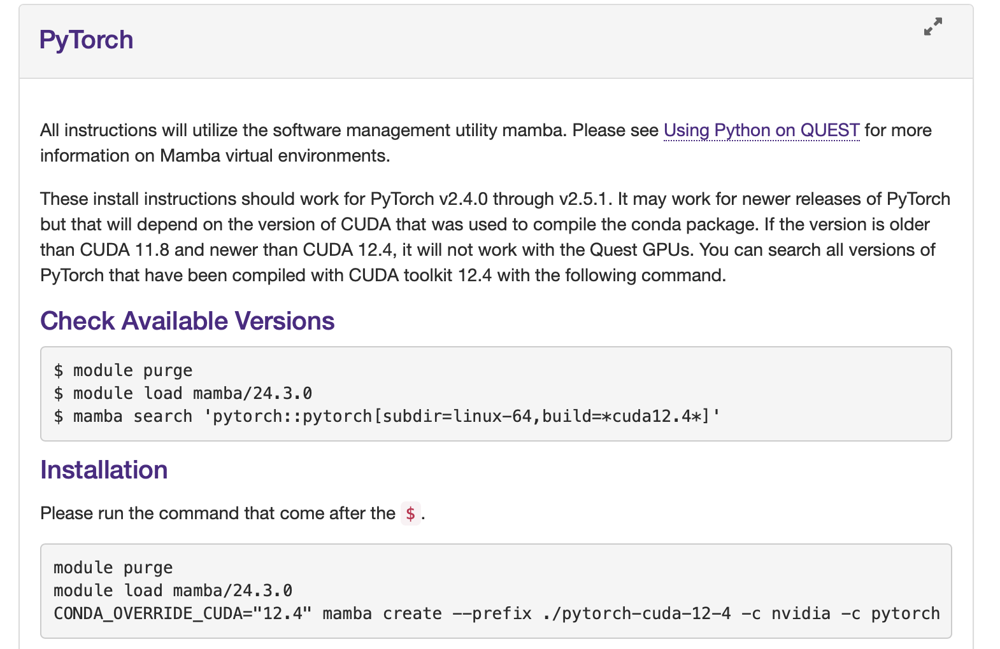 PyTorch
All instructions will utilize the software management utility mamba. Please see Using Python on QUEST for more
information on Mamba virtual environments.
These install instructions should work for PyTorch v2.4.0 through v2.5.1. It may work for newer releases of PyTorch
but that will depend on the version of CUDA that was used to compile the conda package. If the version is older
than CUDA 11.8 and newer than CUDA 12.4, it will not work with the Quest GPUs. You can search all versions of
PyTorch that have been compiled with CUDA toolkit 12.4 with the following command.
Check Available Versions
$ module purge
$ module load mamba/24.3.0
$ mamba search 'pytorch::pytorch[subdir=linux-64,build=*cuda12.4*]'
Installation
Please run the command that come after the $.
module purge
module load mamba/24.3.0
CONDA_OVERRIDE_CUDA="12.4" mamba create --prefix ./pytorch-cuda-12-4 -c nvidia -c pytorch